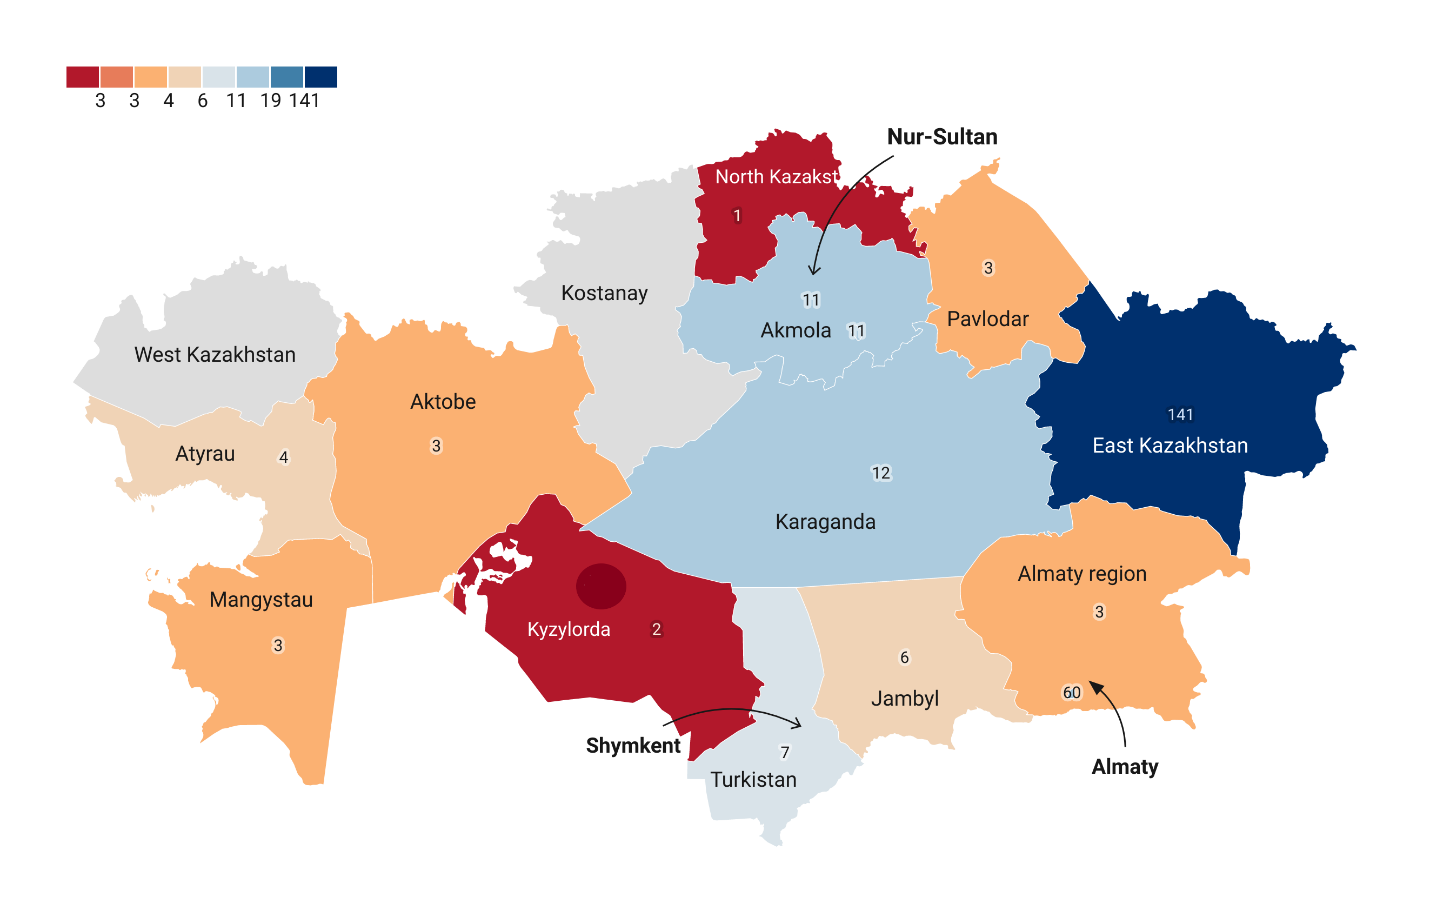 3 3 4 6 11 19 141
Nur-Sultan
North Kazakst
1
3
Kostanay
11
Pavlodar
Akmola 11
West Kazakhstan
Aktobe
141
3
East Kazakhstan
Atyrau 4
12
Karaganda
Almaty region
Mangystau
3
Kyzylorda 2
3
6
60
Jambyl
Shymkent
7
Almaty
Turkistan